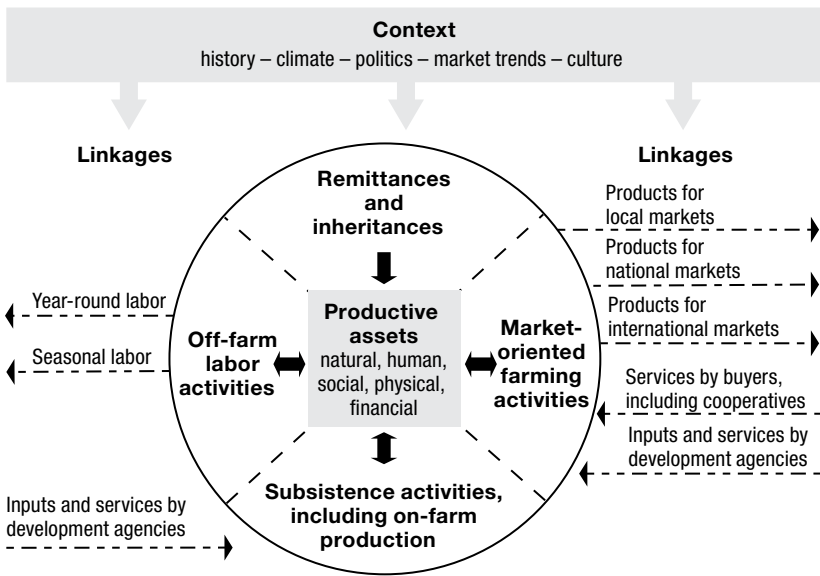 Context
history – climate – politics – market trends – culture
Linkages
Linkages
Remittances
and
inheritances
Products for
local markets
Products for
national markets
Products for
international markets
Year-round labor
Seasonal labor
Off-farm
labor
activities
Productive
assets
natural, human,
social, physical,
financial
Market-
oriented
farming
activities
Services by buyers,
including cooperatives
Inputs and services by
development agencies
Subsistence activities,
including on-farm
production
Inputs and services by
development agencies